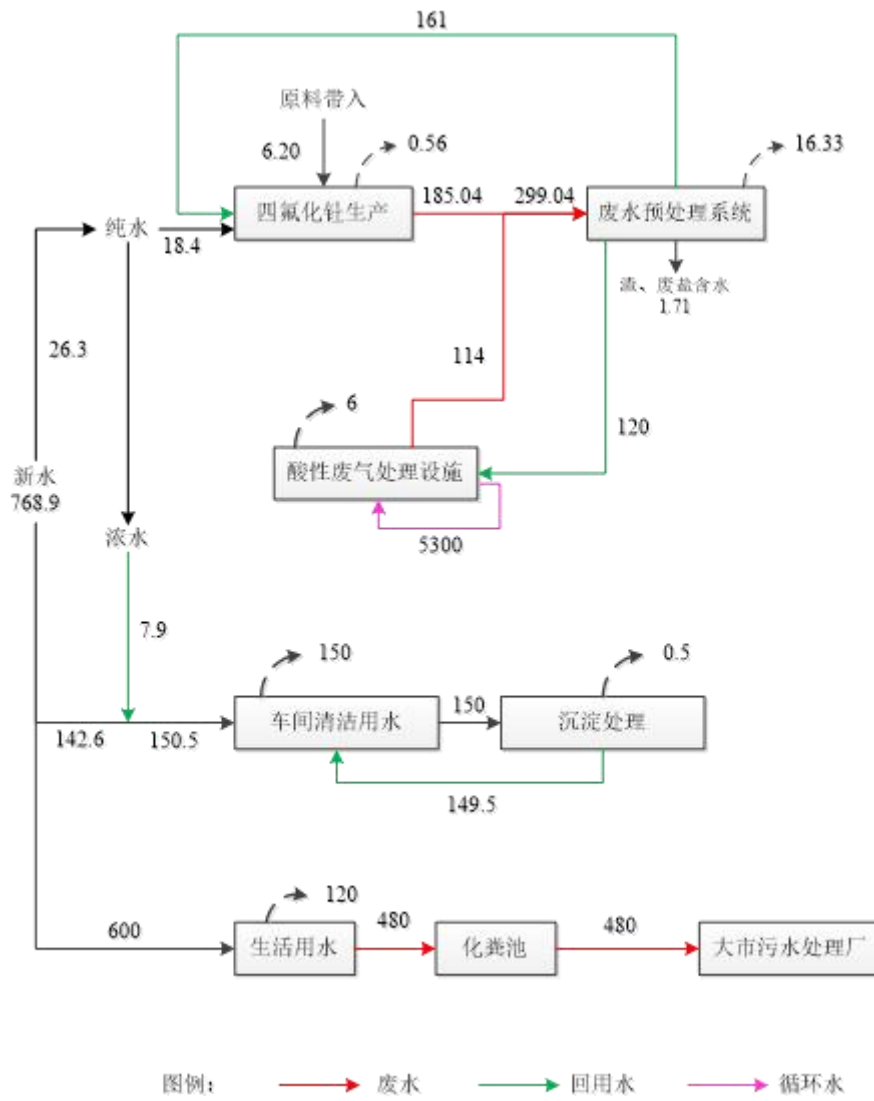 161
原料带入
6.20
0.56
16.33
四氟化钍生产
185.04
299.04
废水预处理系统
纯水
18.4
渣、废盐含水
1.71
26.3
114
120
6
酸性废气处理设施
新水
768.9
5300
浓水
7.9
150
0.5
车间清洁用水
150
沉淀处理
142.6
150.5
149.5
120
600
480
480
生活用水
化粪池
大市污水处理厂
图例：
废水
回用水
循环水